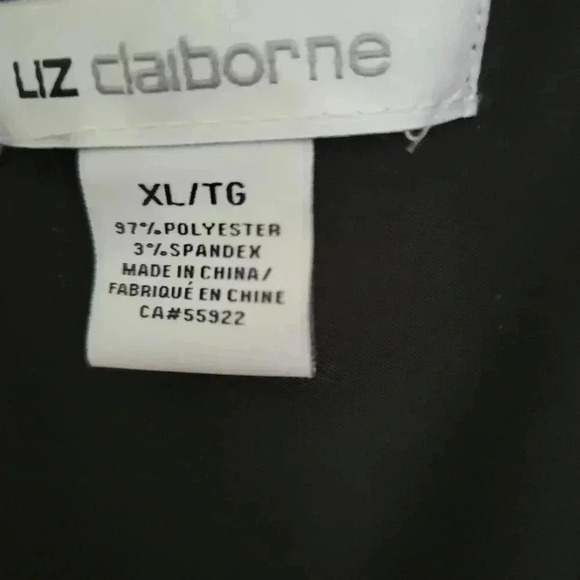 LIZ claiborne
XL/TG
97% POLYESTER
3% SPANDEX
MADE IN CHINA/
FABRIQUÉ EN CHINE
CA#55922